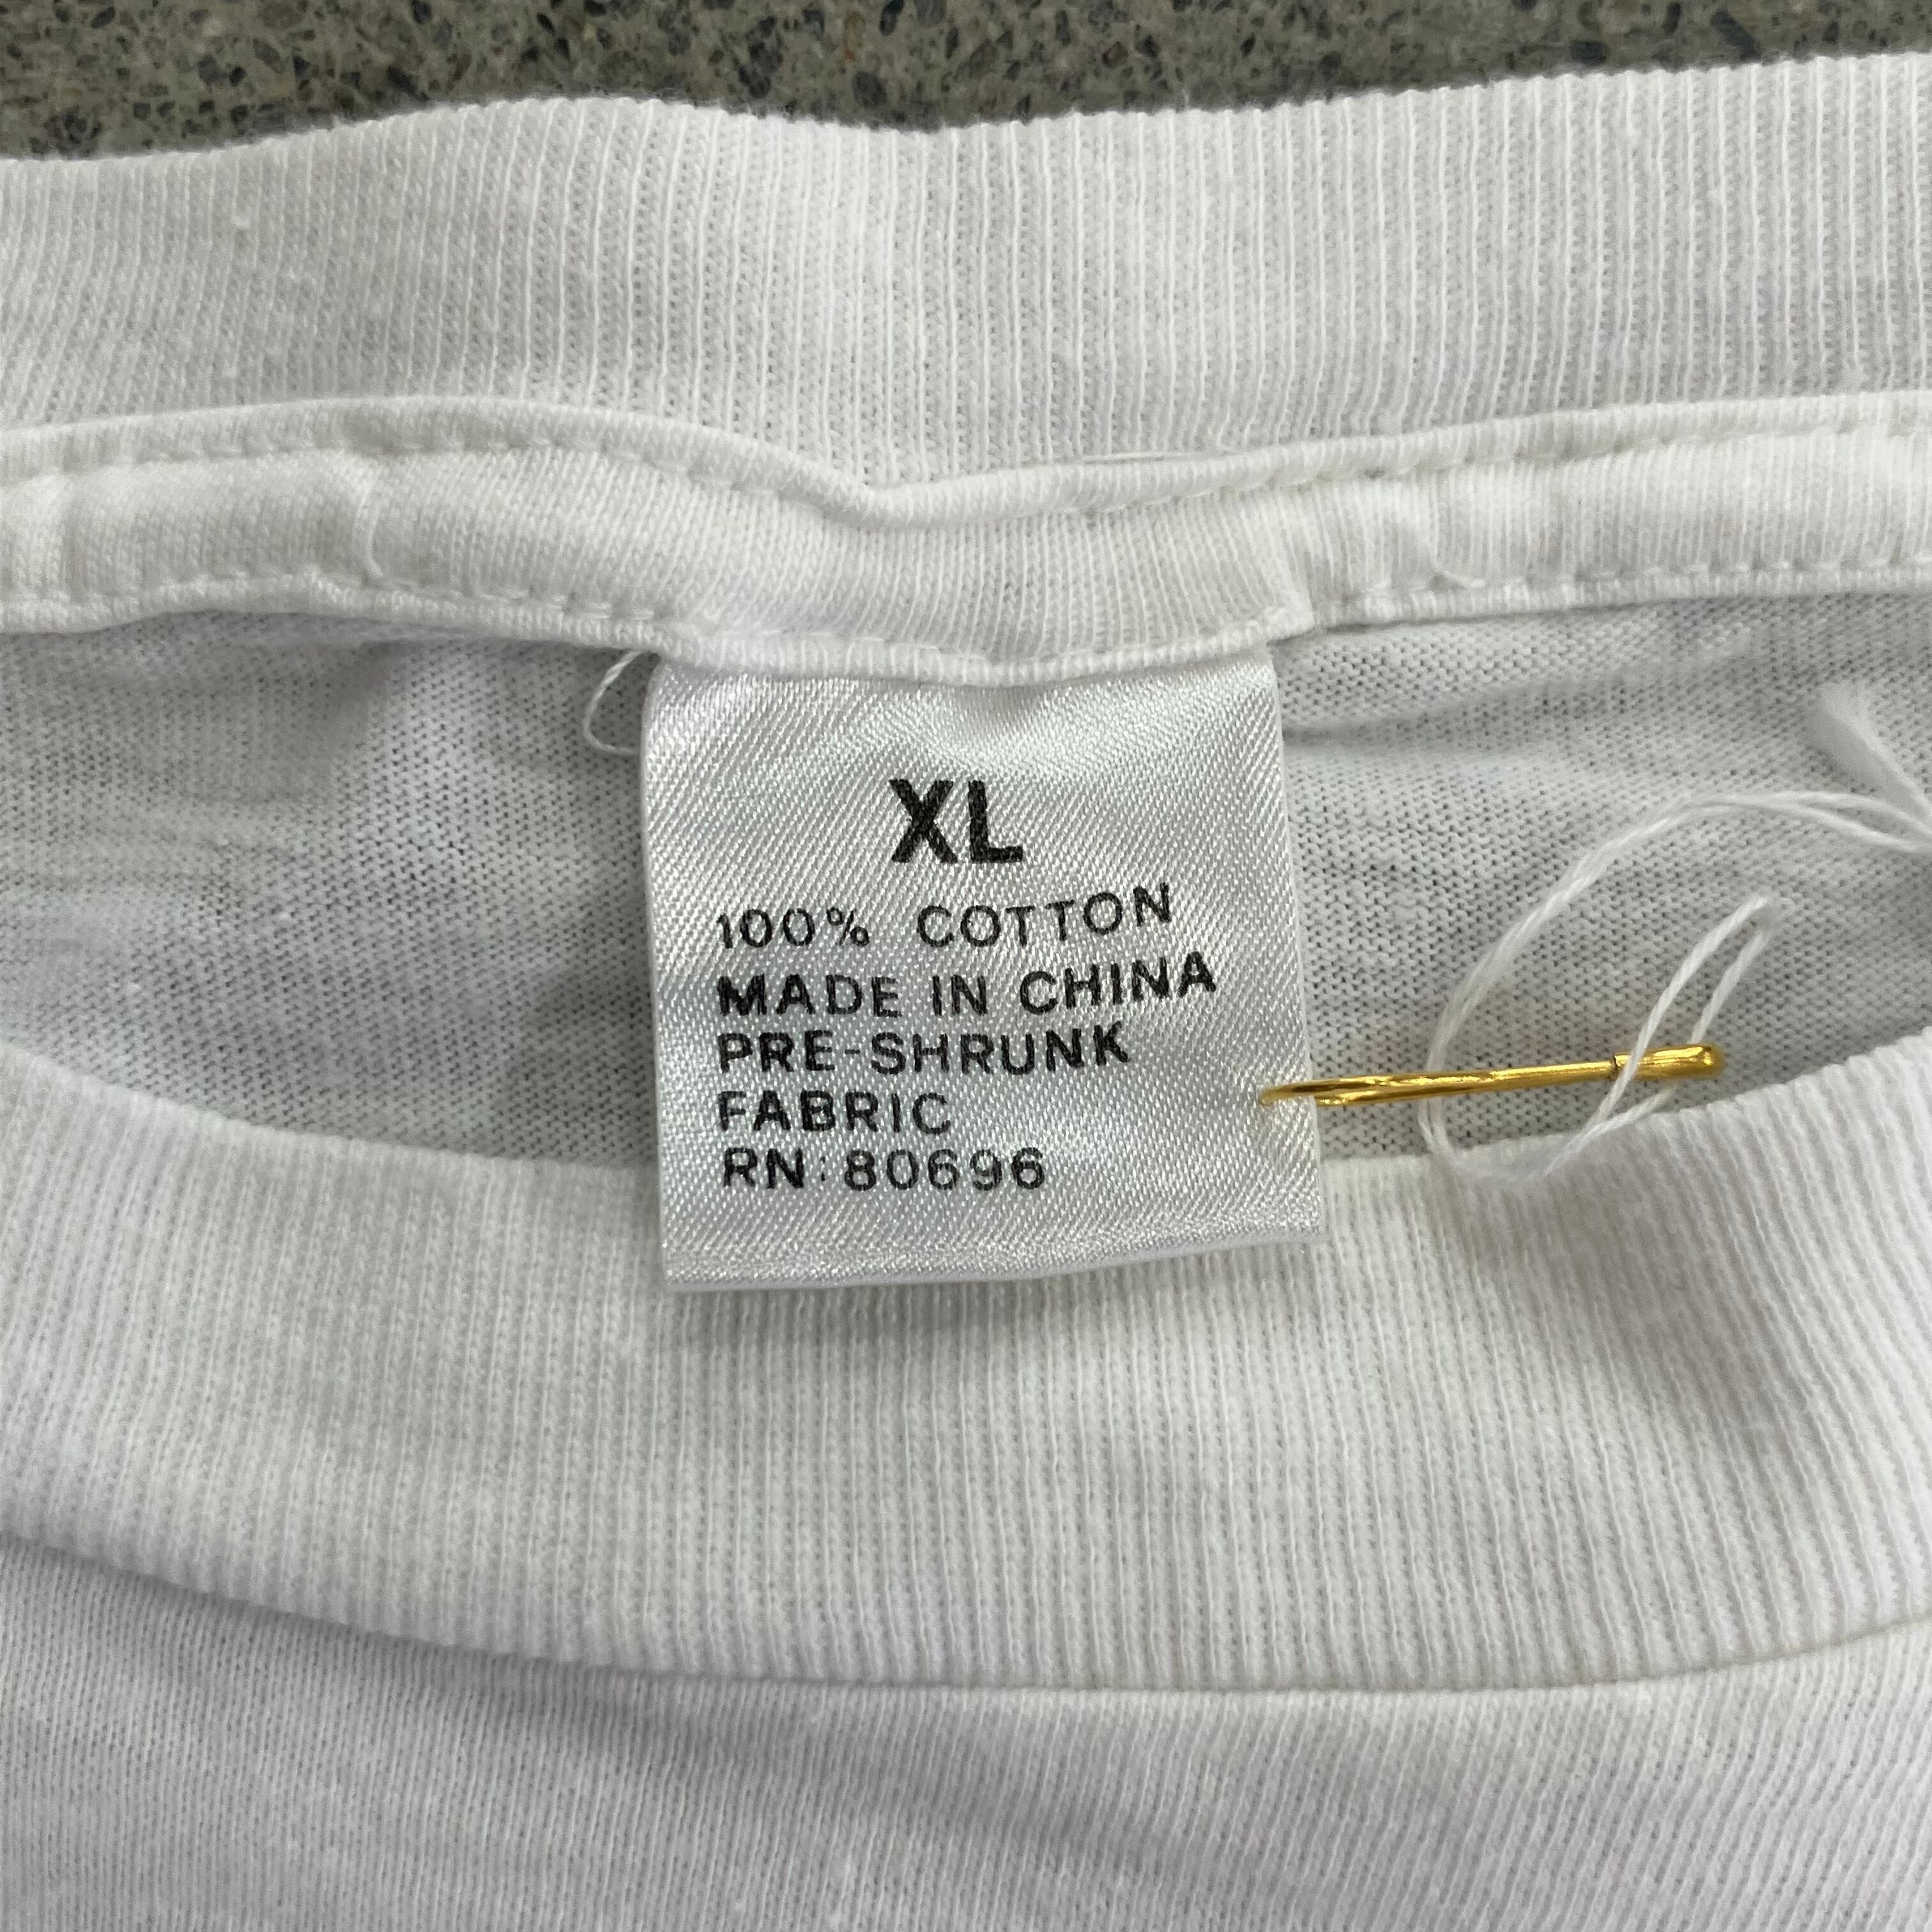 XL
100% COTTON
MADE IN CHINA
PRE-SHRUNK
FABRIC
RN:80696